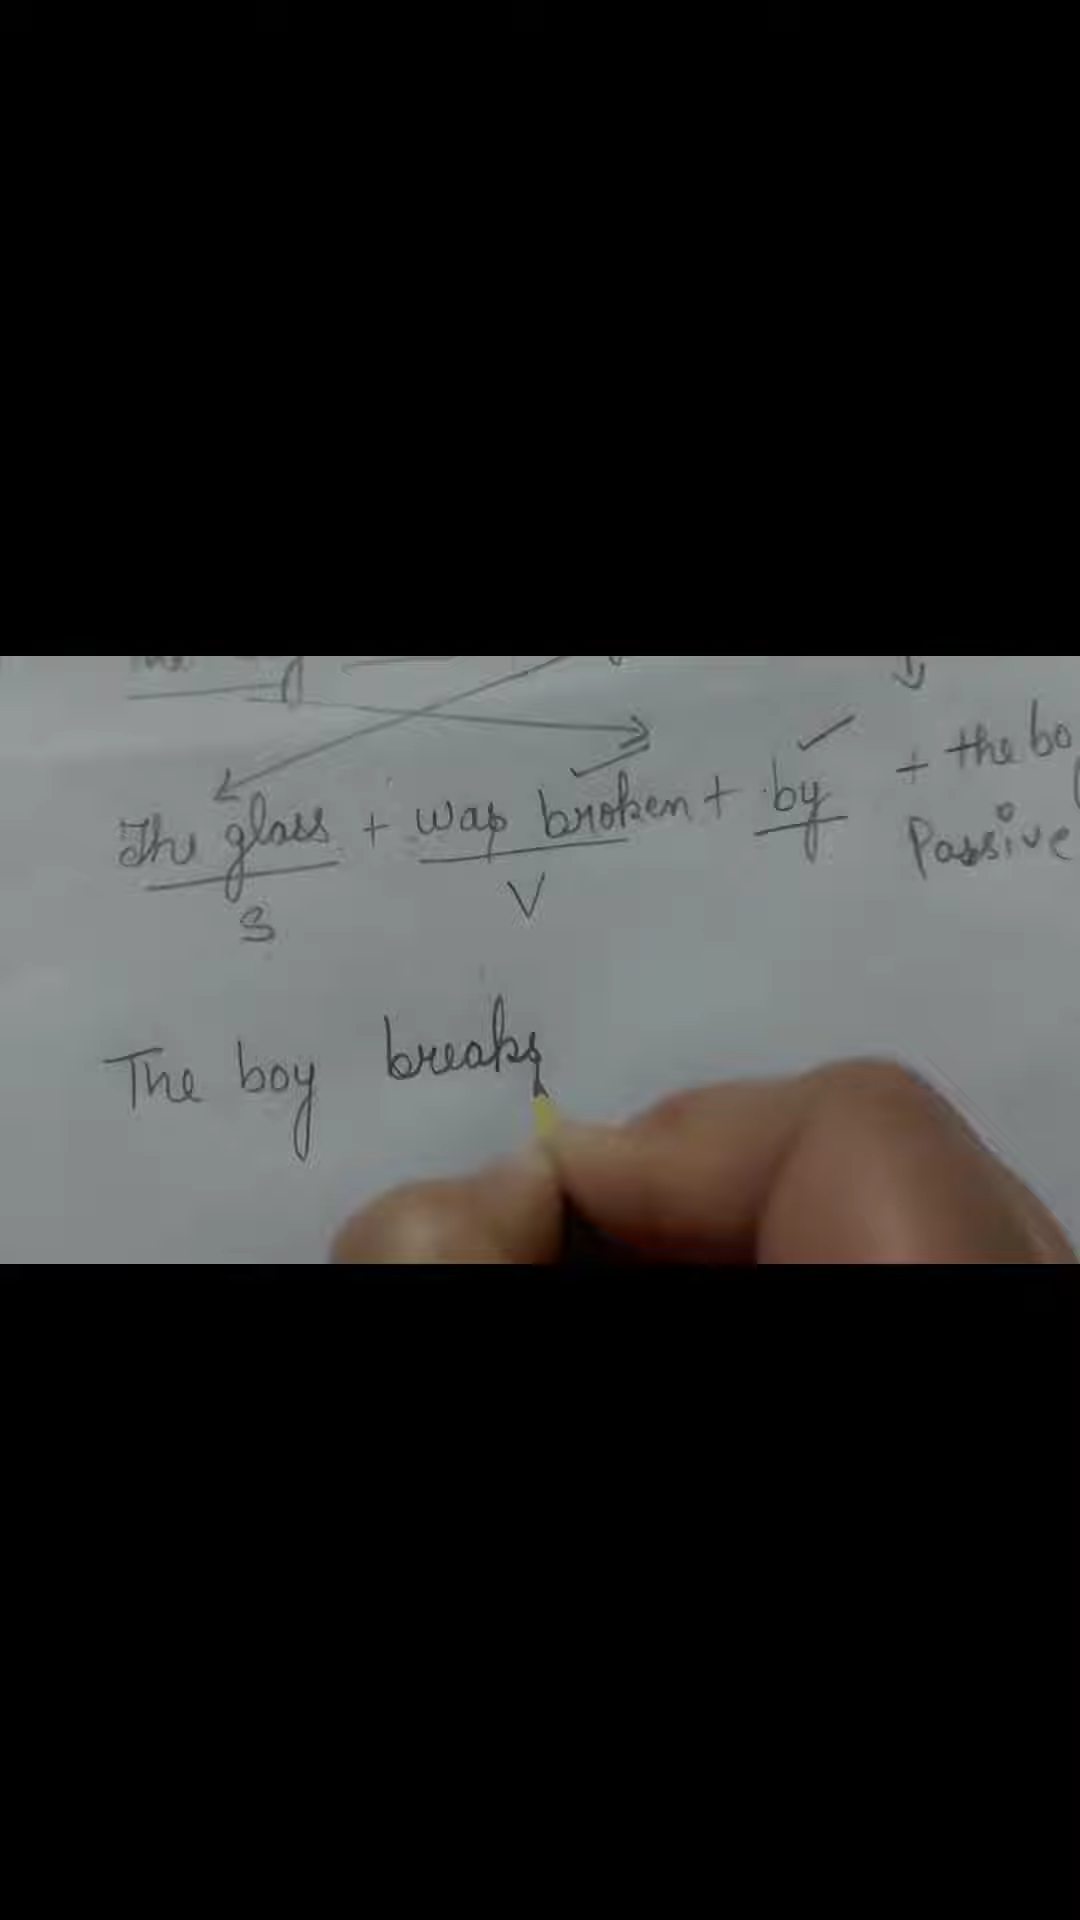 The glass + was broken + by + the bo
Passive
S V
The boy breaks